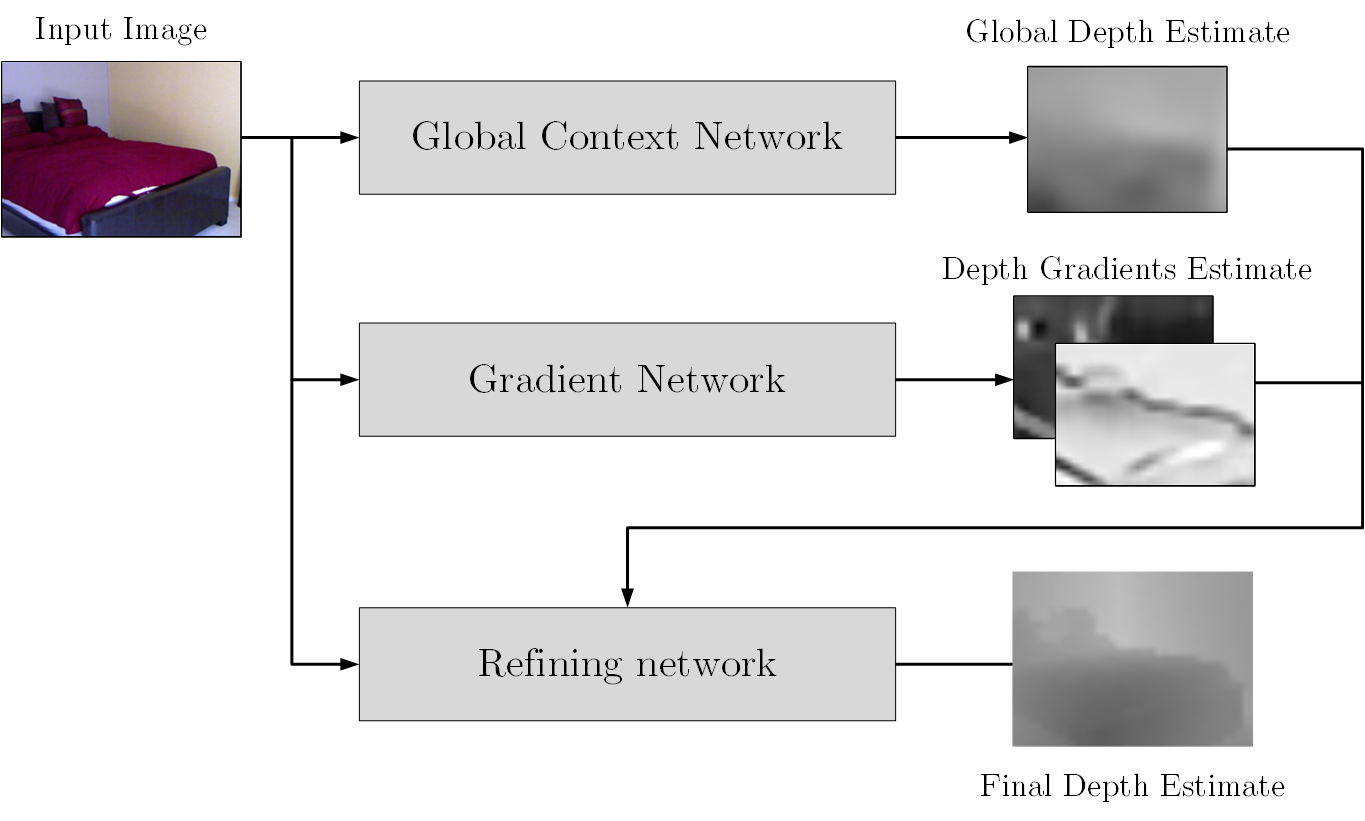 Input Image
Global Depth Estimate
Global Context Network
Depth Gradients Estimate
Gradient Network
Refining network
Final Depth Estimate